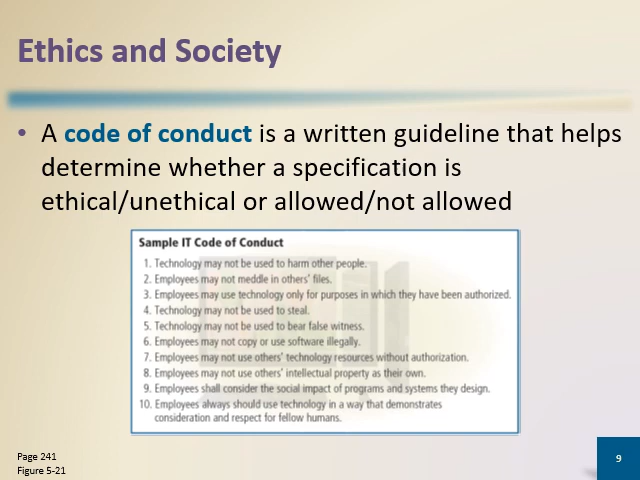 Ethics and Society
• A code of conduct is a written guideline that helps
determine whether a specification is
ethical/unethical or allowed/not allowed
Sample IT Code of Conduct
1. Technology may not be used to harm other people.
2. Employees may not meddle in others' files.
3. Employees may use technology only for purposes in which they have been authorized.
4. Technology may not be used to steal.
5. Technology may not be used to bear false witness.
6. Employees may not copy or use software illegally.
7. Employees may not use others' technology resources without authorization.
8. Employees may not use others' intellectual property as their own.
9. Employees shall consider the social impact of programs and systems they design.
10. Employees always should use technology in a way that demonstrates
consideration and respect for fellow humans.
Page 241
Figure 5-21
9